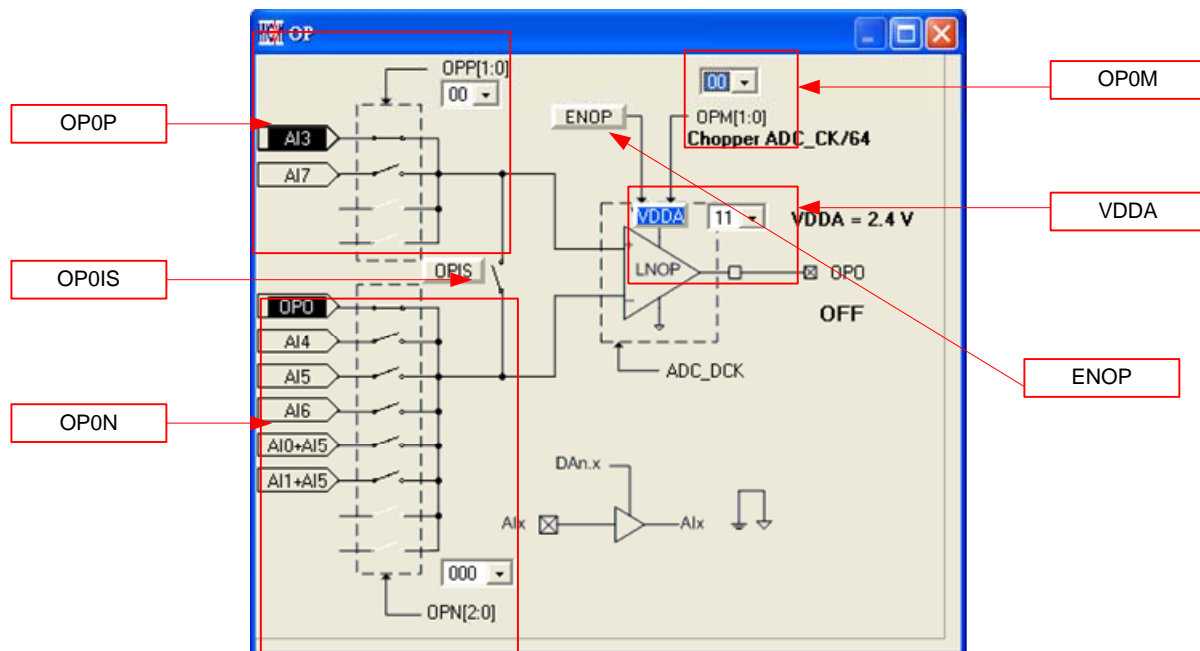 OP
OPP[1:0]
00
00
OP0M
ENOP
OPM[1:0]
Chopper ADC_CK/64
OP0P
AI3
AI7
VDDA
11
VDDA = 2.4 V
VDDA
OP0IS
OPIS
+
LNOP
-
OPO
OFF
OPO
AI4
ADC_DCK
ENOP
AI5
AI6
OP0N
AI0+AI5
AI1+AI5
DAn.x
AIx
AIx
000
OPN[2:0]